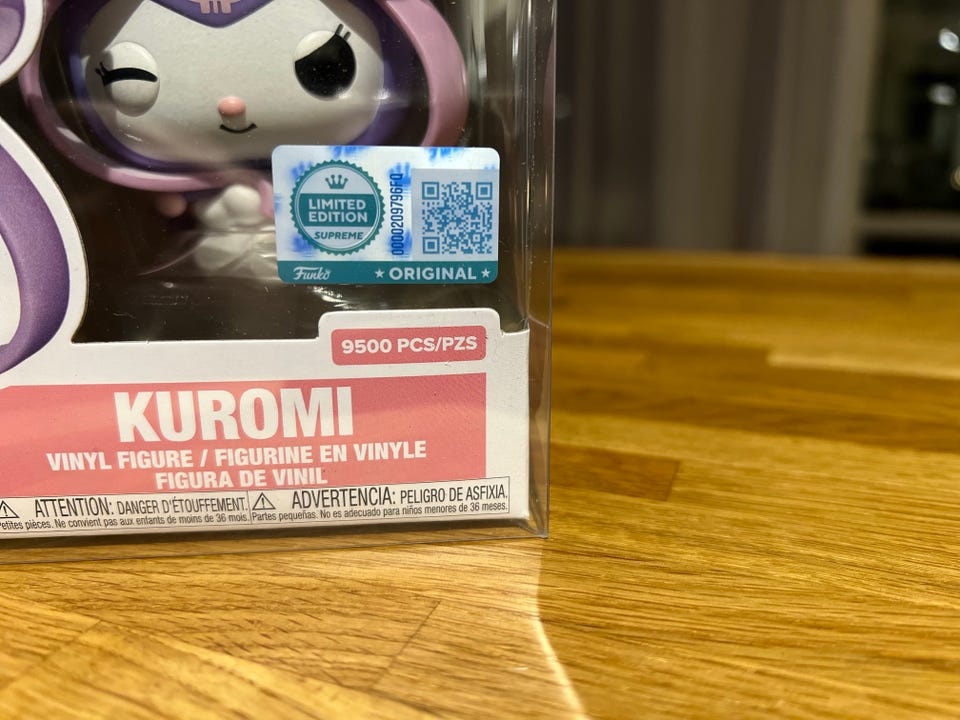 LIMITED
EDITION
SUPREME
0000209796F0
Funko
ORIGINAL
9500 PCS/PZS
KUROMI
VINYL FIGURE / FIGURINE EN VINYLE
FIGURA DE VINIL
ATTENTION: DANGER D'ÉTOUFFEMENT.
Petites pièces. Ne convient pas aux enfants de moins de 36 mois.
ADVERTENCIA: PELIGRO DE ASFIXIA.
Partes pequeñas. No es adecuado para niños menores de 36 meses.